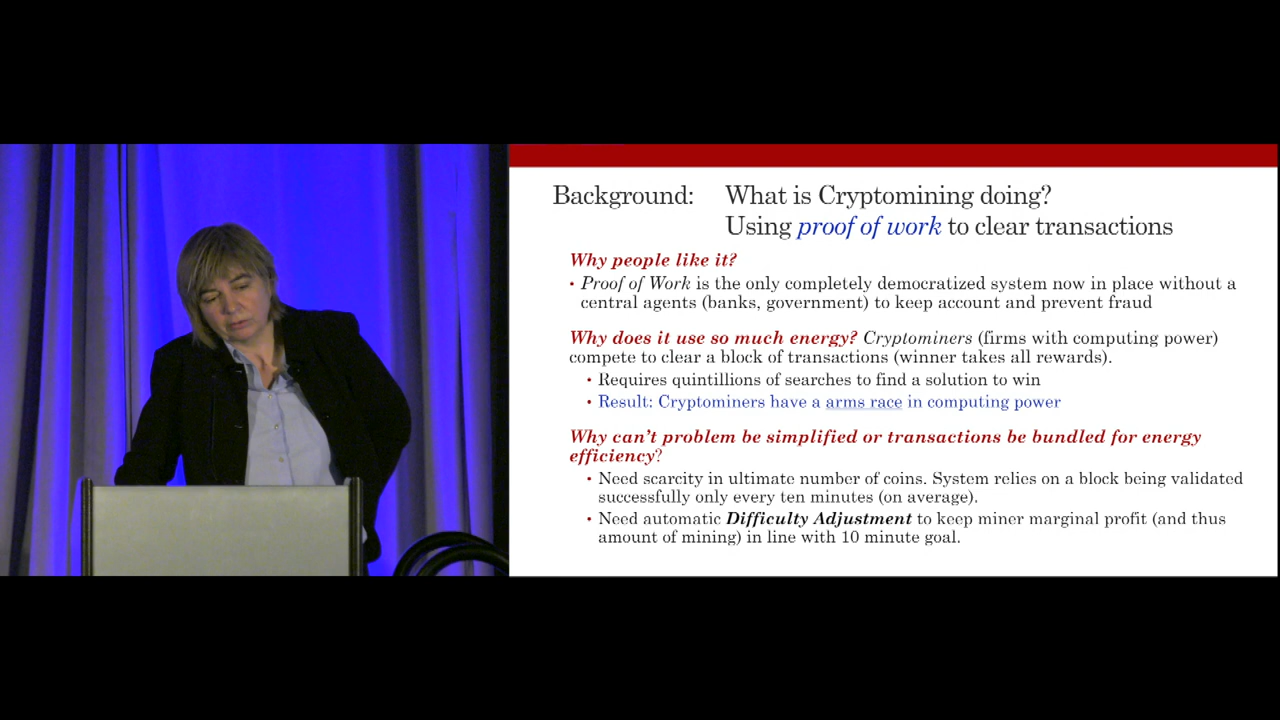 Background: What is Cryptomining doing?
Using proof of work to clear transactions
Why people like it?
• Proof of Work is the only completely democratized system now in place without a
central agents (banks, government) to keep account and prevent fraud
Why does it use so much energy? Cryptominers (firms with computing power)
compete to clear a block of transactions (winner takes all rewards).
• Requires quintillions of searches to find a solution to win
• Result: Cryptominers have a arms race in computing power
Why can't problem be simplified or transactions be bundled for energy
efficiency?
• Need scarcity in ultimate number of coins. System relies on a block being validated
successfully only every ten minutes (on average).
• Need automatic Difficulty Adjustment to keep miner marginal profit (and thus
amount of mining) in line with 10 minute goal.